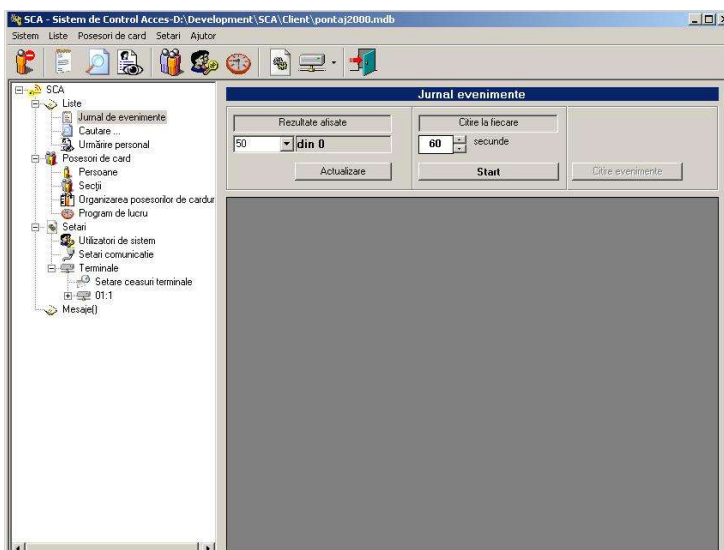 SCA - Sistem de Control Acces-D:\Development\SCA\Client\pontaj2000.mdb
Sistem Liste Posesori de card Setari Ajutor
SCA
Liste
Jurnal de evenimente
Cautare ...
Urmărire personal
Posesori de card
Persoane
Secţii
Organizarea posesorilor de cardur
Program de lucru
Setari
Utilizatori de sistem
Setari comunicatie
Terminale
Setare ceasuri terminale
01:1
Mesaje()
Jurnal evenimente
Rezultate afisate
50 din 0
Actualizare
Citire la fiecare
60 secunde
Start
Citire evenimente